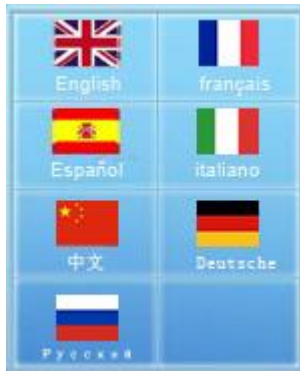 English
français
Español
italiano
中文
Deutsche
Русский